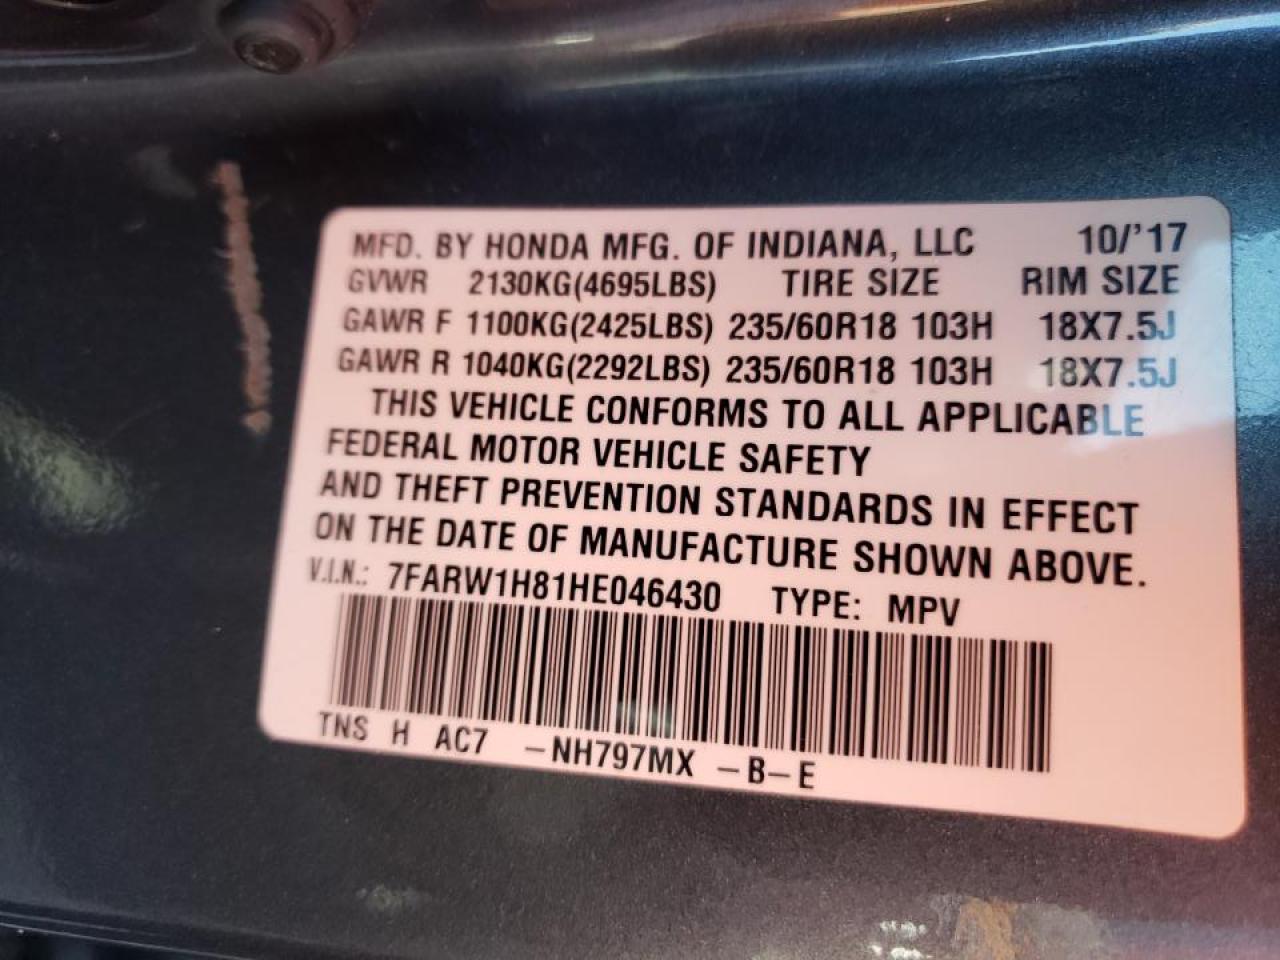 MFD. BY HONDA MFG. OF INDIANA, LLC 10/'17
GVWR 2130KG(4695LBS) TIRE SIZE RIM SIZE
GAWR F 1100KG(2425LBS) 235/60R18 103H 18X7.5J
GAWR R 1040KG(2292LBS) 235/60R18 103H 18X7.5J
THIS VEHICLE CONFORMS TO ALL APPLICABLE
FEDERAL MOTOR VEHICLE SAFETY
AND THEFT PREVENTION STANDARDS IN EFFECT
ON THE DATE OF MANUFACTURE SHOWN ABOVE.
V.I.N.: 7FARW1H81HE046430 TYPE: MPV
TNS H AC7 -NH797MX -B-E